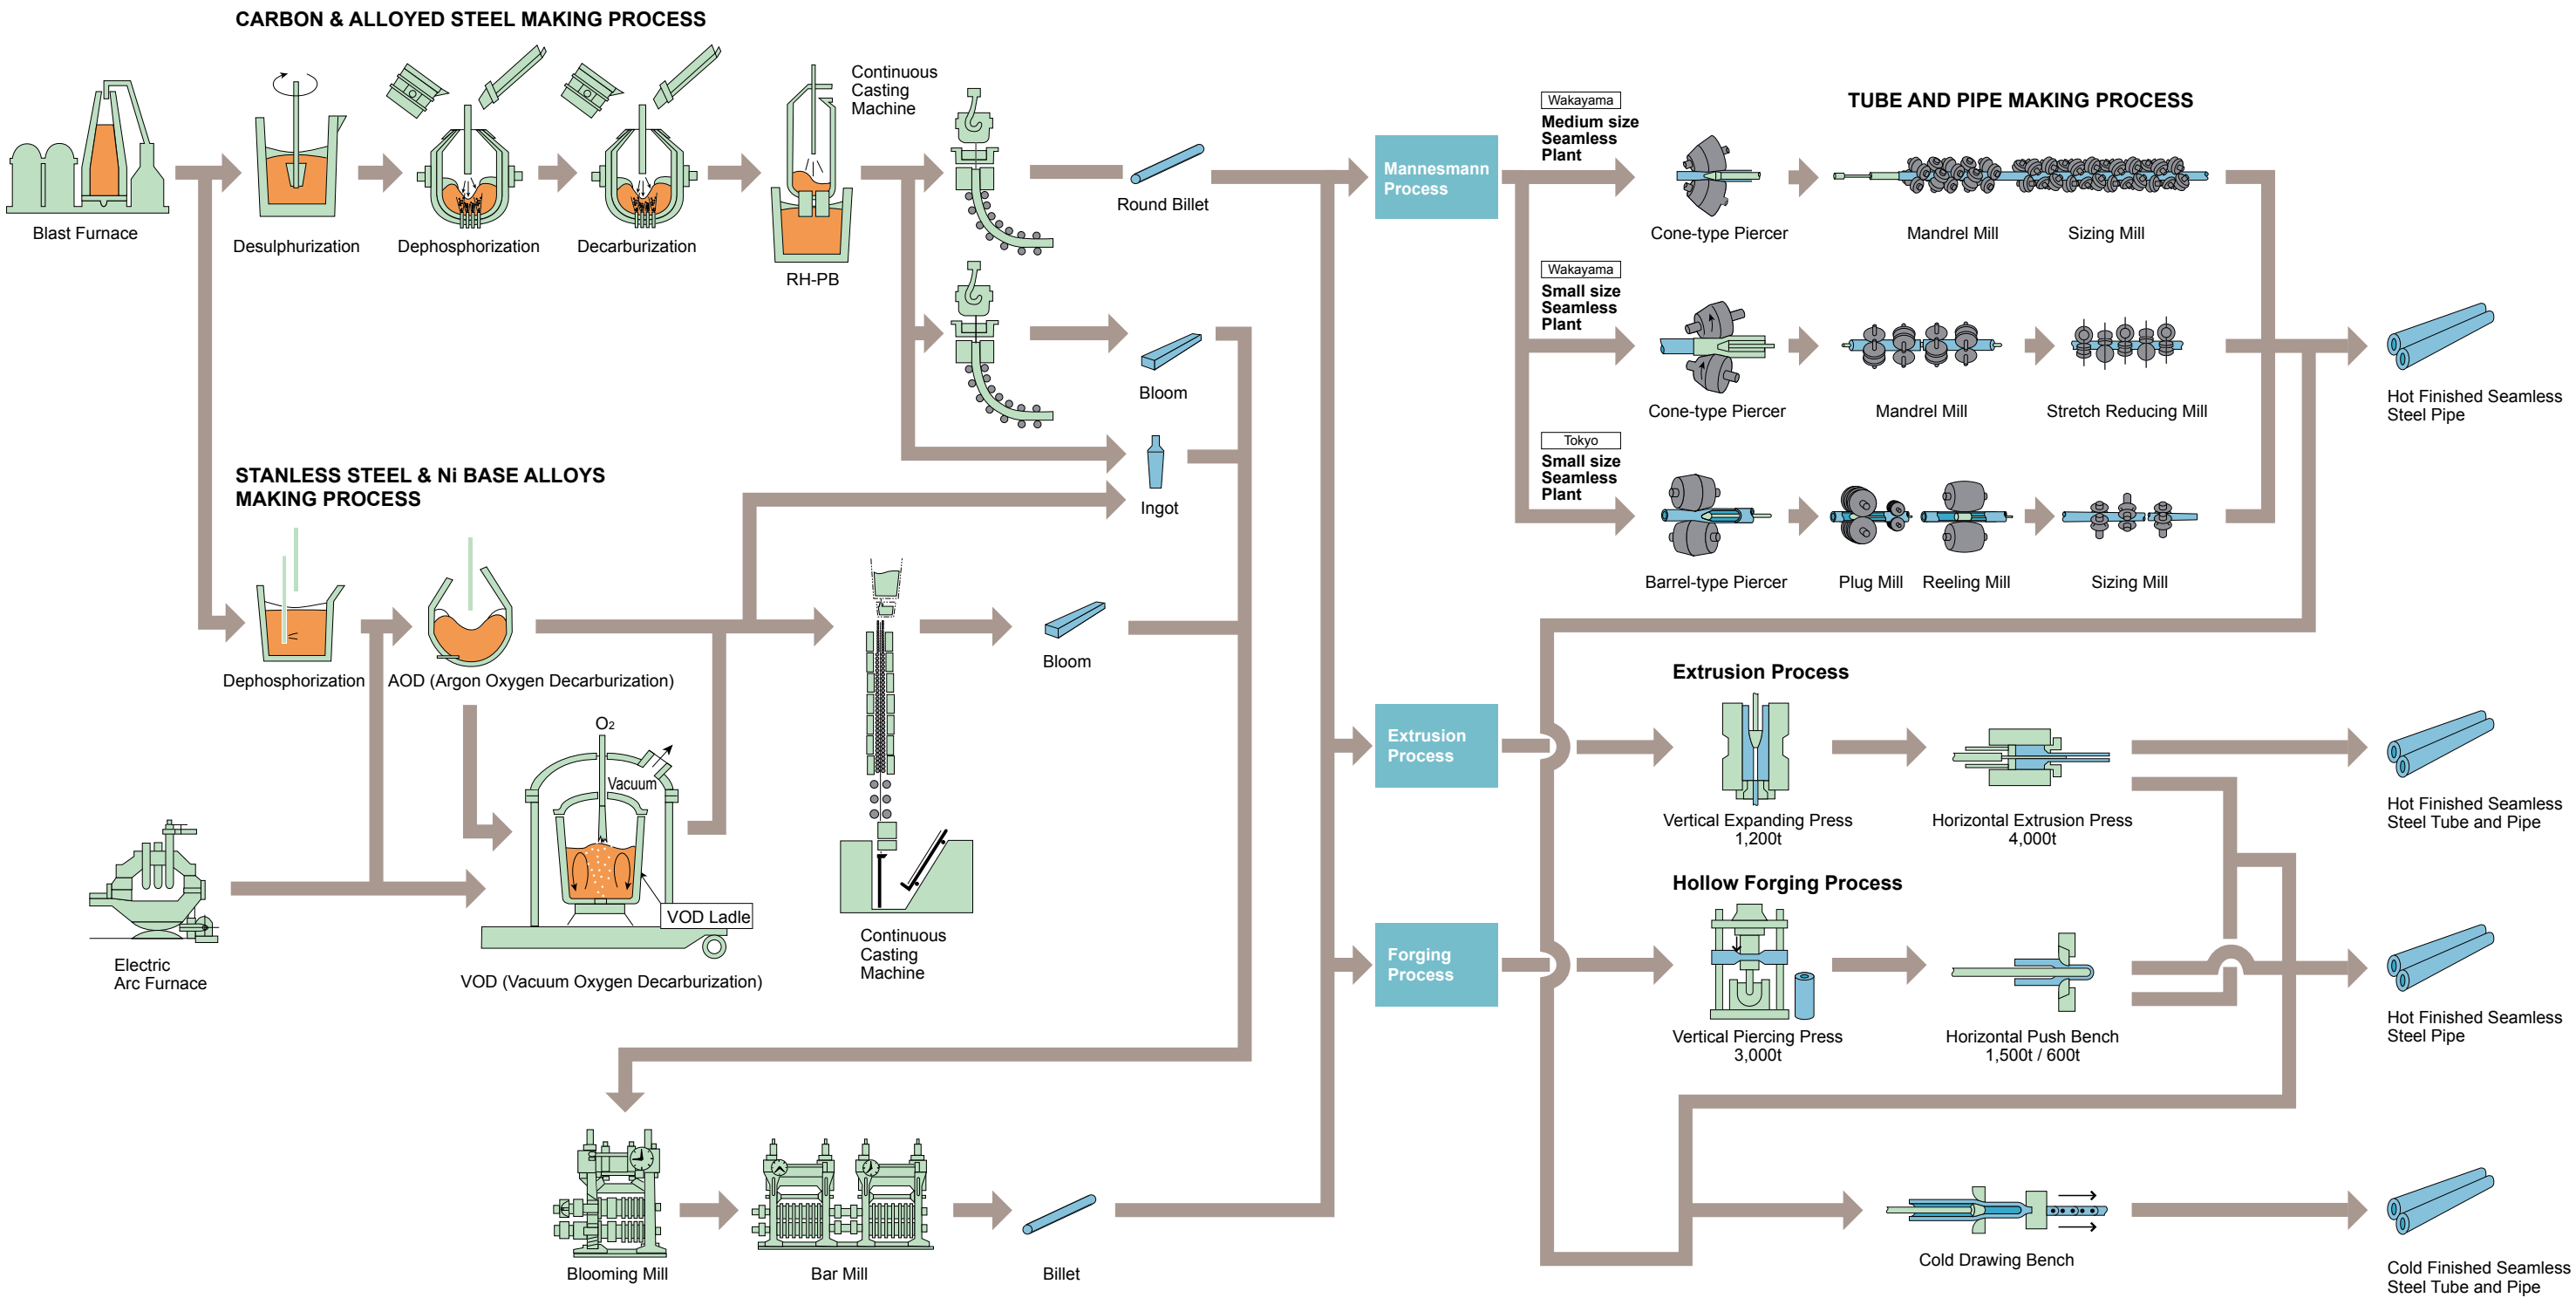 CARBON & ALLOYED STEEL MAKING PROCESS
Blast Furnace
Desulphurization
Dephosphorization
Decarburization
RH-PB
Continuous
Casting
Machine
Round Billet
Bloom
Ingot
STANLESS STEEL & Ni BASE ALLOYS
MAKING PROCESS
Dephosphorization
AOD (Argon Oxygen Decarburization)
Bloom
O2
Vacuum
VOD Ladle
VOD (Vacuum Oxygen Decarburization)
Electric
Arc Furnace
Continuous
Casting
Machine
Blooming Mill
Bar Mill
Billet
TUBE AND PIPE MAKING PROCESS
Mannesmann
Process
Wakayama
Medium size
Seamless
Plant
Cone-type Piercer
Mandrel Mill
Sizing Mill
Wakayama
Small size
Seamless
Plant
Cone-type Piercer
Mandrel Mill
Stretch Reducing Mill
Hot Finished Seamless
Steel Pipe
Tokyo
Small size
Seamless
Plant
Barrel-type Piercer
Plug Mill
Reeling Mill
Sizing Mill
Extrusion
Process
Extrusion Process
Vertical Expanding Press
1,200t
Horizontal Extrusion Press
4,000t
Hot Finished Seamless
Steel Tube and Pipe
Forging
Process
Hollow Forging Process
Vertical Piercing Press
3,000t
Horizontal Push Bench
1,500t / 600t
Hot Finished Seamless
Steel Pipe
Cold Drawing Bench
Cold Finished Seamless
Steel Tube and Pipe